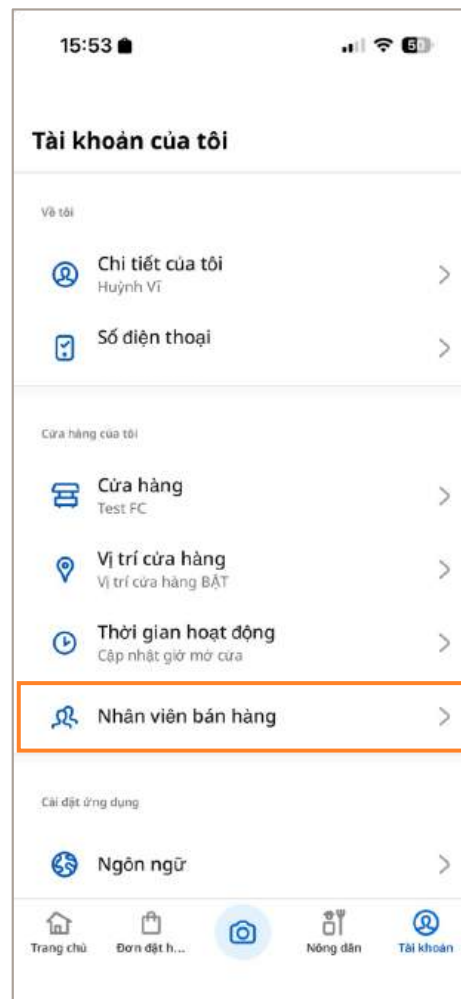 15:53
50
Tài khoản của tôi
Về tôi
Chi tiết của tôi
Huỳnh Vĩ
Số điện thoại
Cửa hàng của tôi
Cửa hàng
Test FC
Vị trí cửa hàng
Vị trí cửa hàng BẬT
Thời gian hoạt động
Cập nhật giờ mở cửa
Nhân viên bán hàng
Cài đặt ứng dụng
Ngôn ngữ
Trang chủ Đơn đặt h... Nông dân Tài khoản